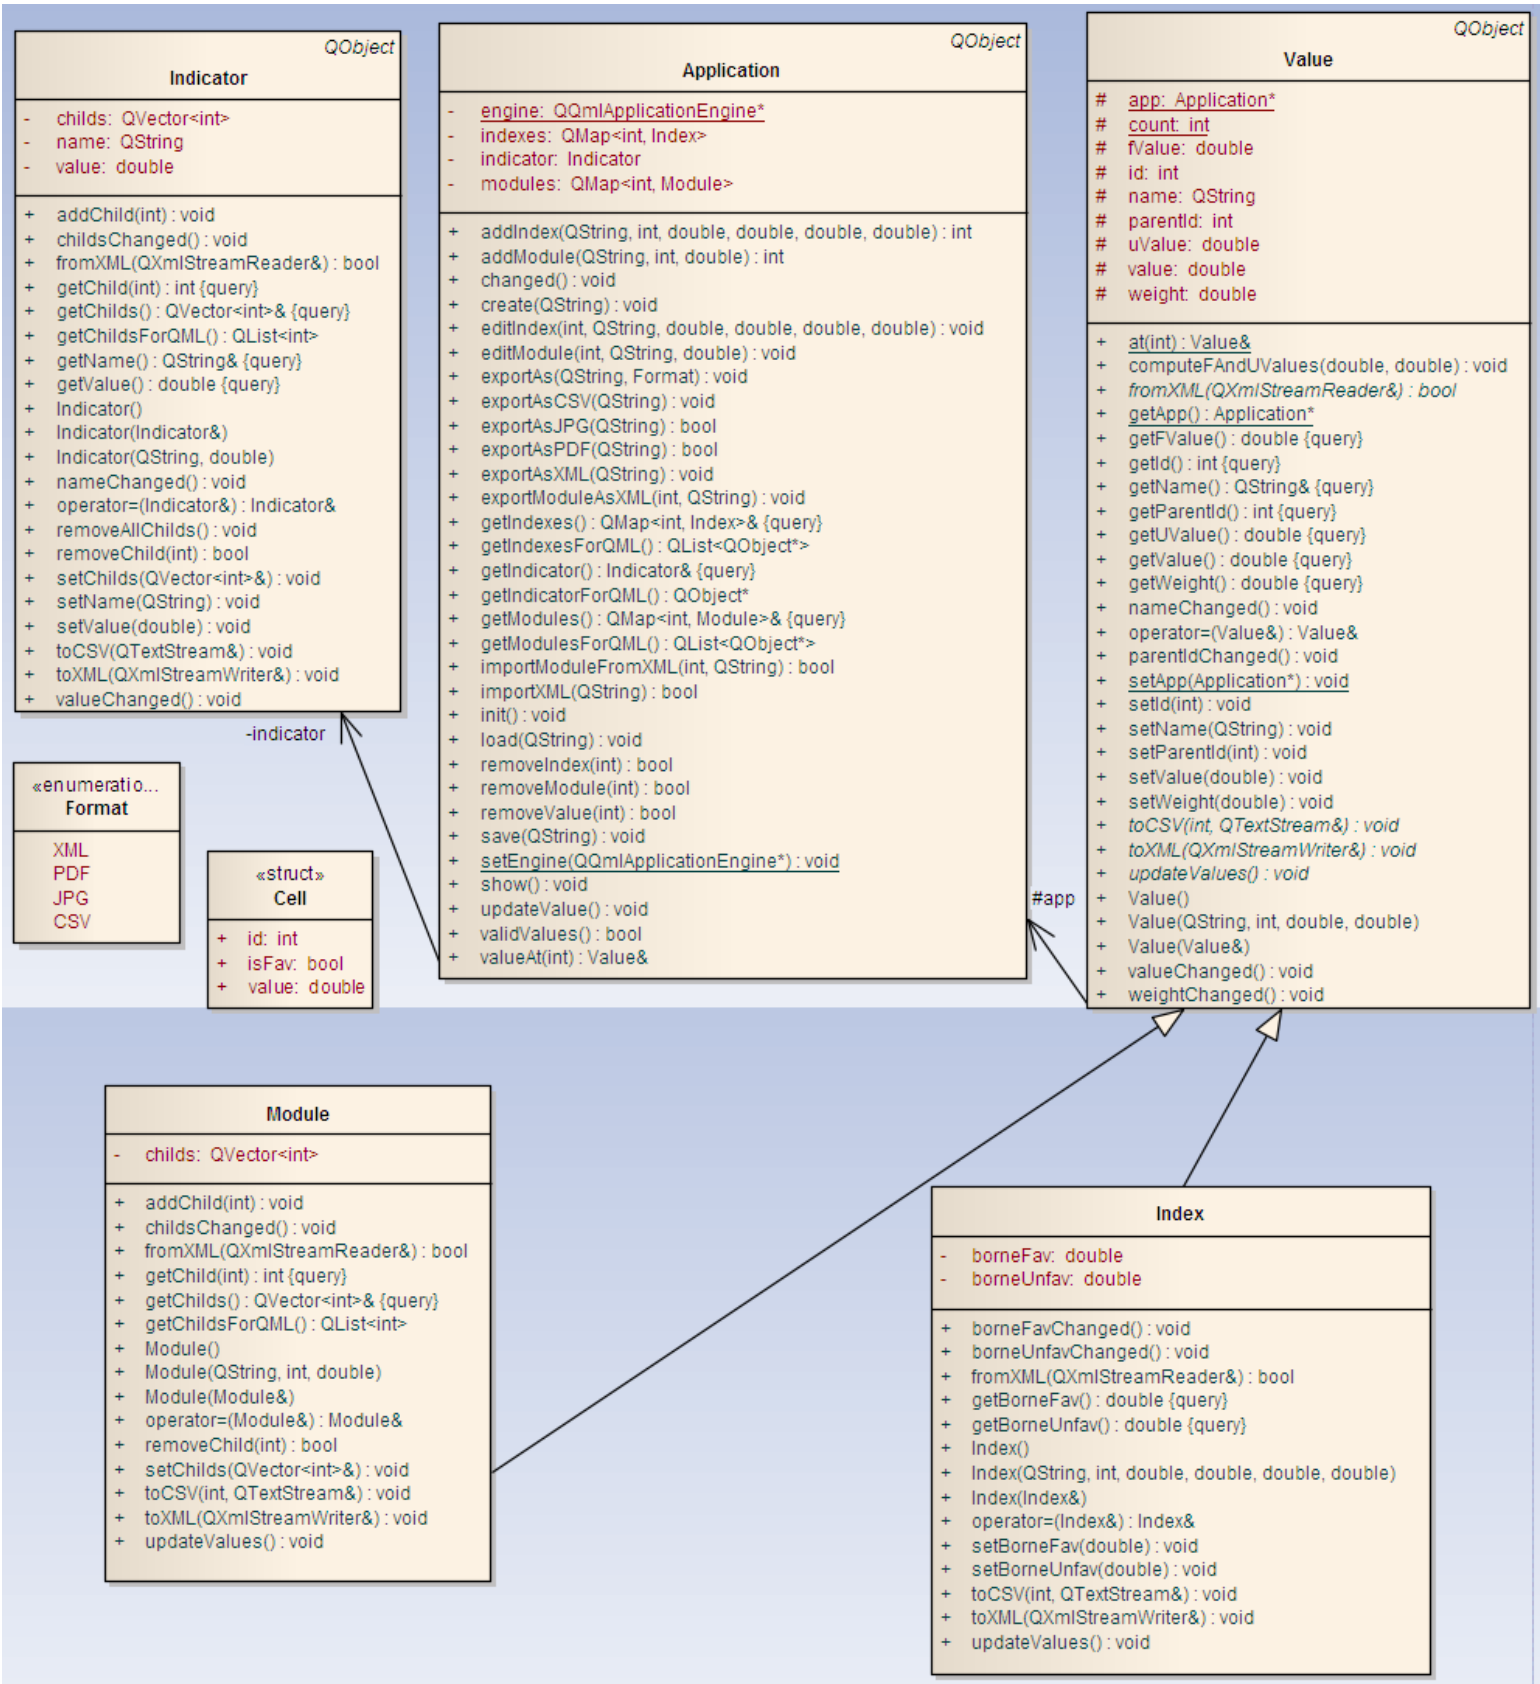 QObject
Indicator
- childs: QVector<int>
- name: QString
- value: double
+ addChild(int) : void
+ childsChanged() : void
+ fromXML(QXmlStreamReader&) : bool
+ getChild(int) : int {query}
+ getChilds() : QVector<int>& {query}
+ getChildsForQML() : QList<int>
+ getName() : QString& {query}
+ getValue() : double {query}
+ Indicator()
+ Indicator(Indicator&)
+ Indicator(QString, double)
+ nameChanged() : void
+ operator=(Indicator&) : Indicator&
+ removeAllChilds() : void
+ removeChild(int) : bool
+ setChilds(QVector<int>&) : void
+ setName(QString) : void
+ setValue(double) : void
+ toCSV(QTextStream&) : void
+ toXML(QXmlStreamWriter&) : void
+ valueChanged() : void
-indicator
QObject
Application
- engine: QQmlApplicationEngine*
- indexes: QMap<int, Index>
- indicator: Indicator
- modules: QMap<int, Module>
+ addIndex(QString, int, double, double, double, double) : int
+ addModule(QString, int, double) : int
+ changed() : void
+ create(QString) : void
+ editIndex(int, QString, double, double, double, double) : void
+ editModule(int, QString, double) : void
+ exportAs(QString, Format) : void
+ exportAsCSV(QString) : void
+ exportAsJPG(QString) : bool
+ exportAsPDF(QString) : bool
+ exportAsXML(QString) : void
+ exportModuleAsXML(int, QString) : void
+ getIndexes() : QMap<int, Index>& {query}
+ getIndexesForQML() : QList<QObject*>
+ getIndicator() : Indicator& {query}
+ getIndicatorForQML() : QObject*
+ getModules() : QMap<int, Module>& {query}
+ getModulesForQML() : QList<QObject*>
+ importModuleFromXML(int, QString) : bool
+ importXML(QString) : bool
+ init() : void
+ load(QString) : void
+ removeIndex(int) : bool
+ removeModule(int) : bool
+ removeValue(int) : bool
+ save(QString) : void
+ setEngine(QQmlApplicationEngine*) : void
+ show() : void
+ updateValue() : void
+ validValues() : bool
+ valueAt(int) : Value&
#app
QObject
Value
# app: Application*
# count: int
# fValue: double
# id: int
# name: QString
# parentId: int
# uValue: double
# value: double
# weight: double
+ at(int) : Value&
+ computeFAndUValues(double, double) : void
+ fromXML(QXmlStreamReader&) : bool
+ getApp() : Application*
+ getFValue() : double {query}
+ getId() : int {query}
+ getName() : QString& {query}
+ getParentId() : int {query}
+ getUValue() : double {query}
+ getValue() : double {query}
+ getWeight() : double {query}
+ nameChanged() : void
+ operator=(Value&) : Value&
+ parentIdChanged() : void
+ setApp(Application*) : void
+ setId(int) : void
+ setName(QString) : void
+ setParentId(int) : void
+ setValue(double) : void
+ setWeight(double) : void
+ toCSV(int, QTextStream&) : void
+ toXML(QXmlStreamWriter&) : void
+ updateValues() : void
+ Value()
+ Value(QString, int, double, double)
+ Value(Value&)
+ valueChanged() : void
+ weightChanged() : void
«enumeratio...
Format
XML
PDF
JPG
CSV
«struct»
Cell
+ id: int
+ isFav: bool
+ value: double
Module
- childs: QVector<int>
+ addChild(int) : void
+ childsChanged() : void
+ fromXML(QXmlStreamReader&) : bool
+ getChild(int) : int {query}
+ getChilds() : QVector<int>& {query}
+ getChildsForQML() : QList<int>
+ Module()
+ Module(QString, int, double)
+ Module(Module&)
+ operator=(Module&) : Module&
+ removeChild(int) : bool
+ setChilds(QVector<int>&) : void
+ toCSV(int, QTextStream&) : void
+ toXML(QXmlStreamWriter&) : void
+ updateValues() : void
Index
- borneFav: double
- borneUnfav: double
+ borneFavChanged() : void
+ borneUnfavChanged() : void
+ fromXML(QXmlStreamReader&) : bool
+ getBorneFav() : double {query}
+ getBorneUnfav() : double {query}
+ Index()
+ Index(QString, int, double, double, double, double)
+ Index(Index&)
+ operator=(Index&) : Index&
+ setBorneFav(double) : void
+ setBorneUnfav(double) : void
+ toCSV(int, QTextStream&) : void
+ toXML(QXmlStreamWriter&) : void
+ updateValues() : void